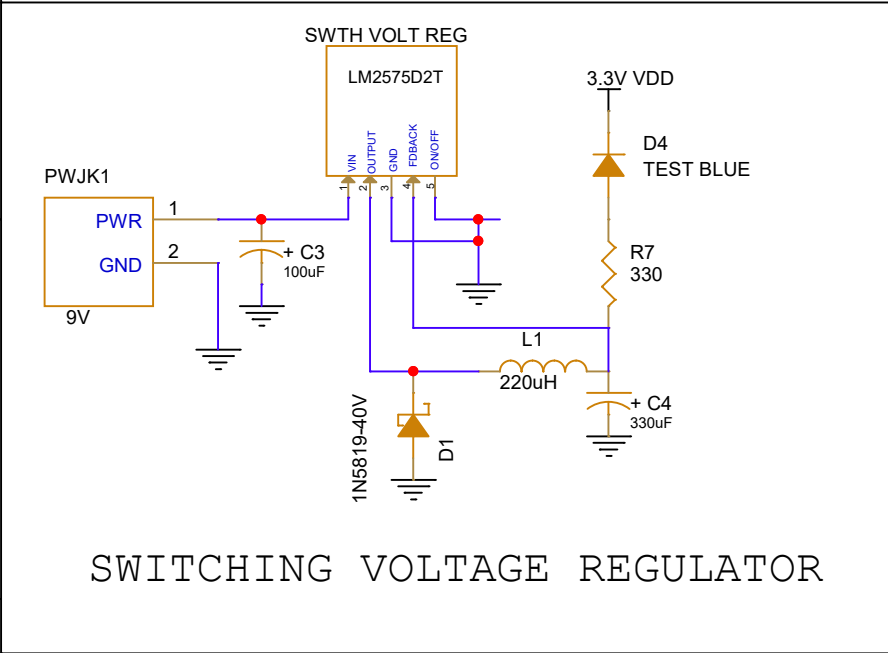 SWTH VOLT REG
LM2575D2T
VIN
OUTPUT
GND
FDBACK
ON/OFF
1
2
3
4
5
3.3V VDD
D4
TEST BLUE
PWJK1
PWR
1
GND
2
9V
+ C3
100uF
R7
330
L1
220uH
+ C4
330uF
1N5819-40V
D1
SWITCHING VOLTAGE REGULATOR